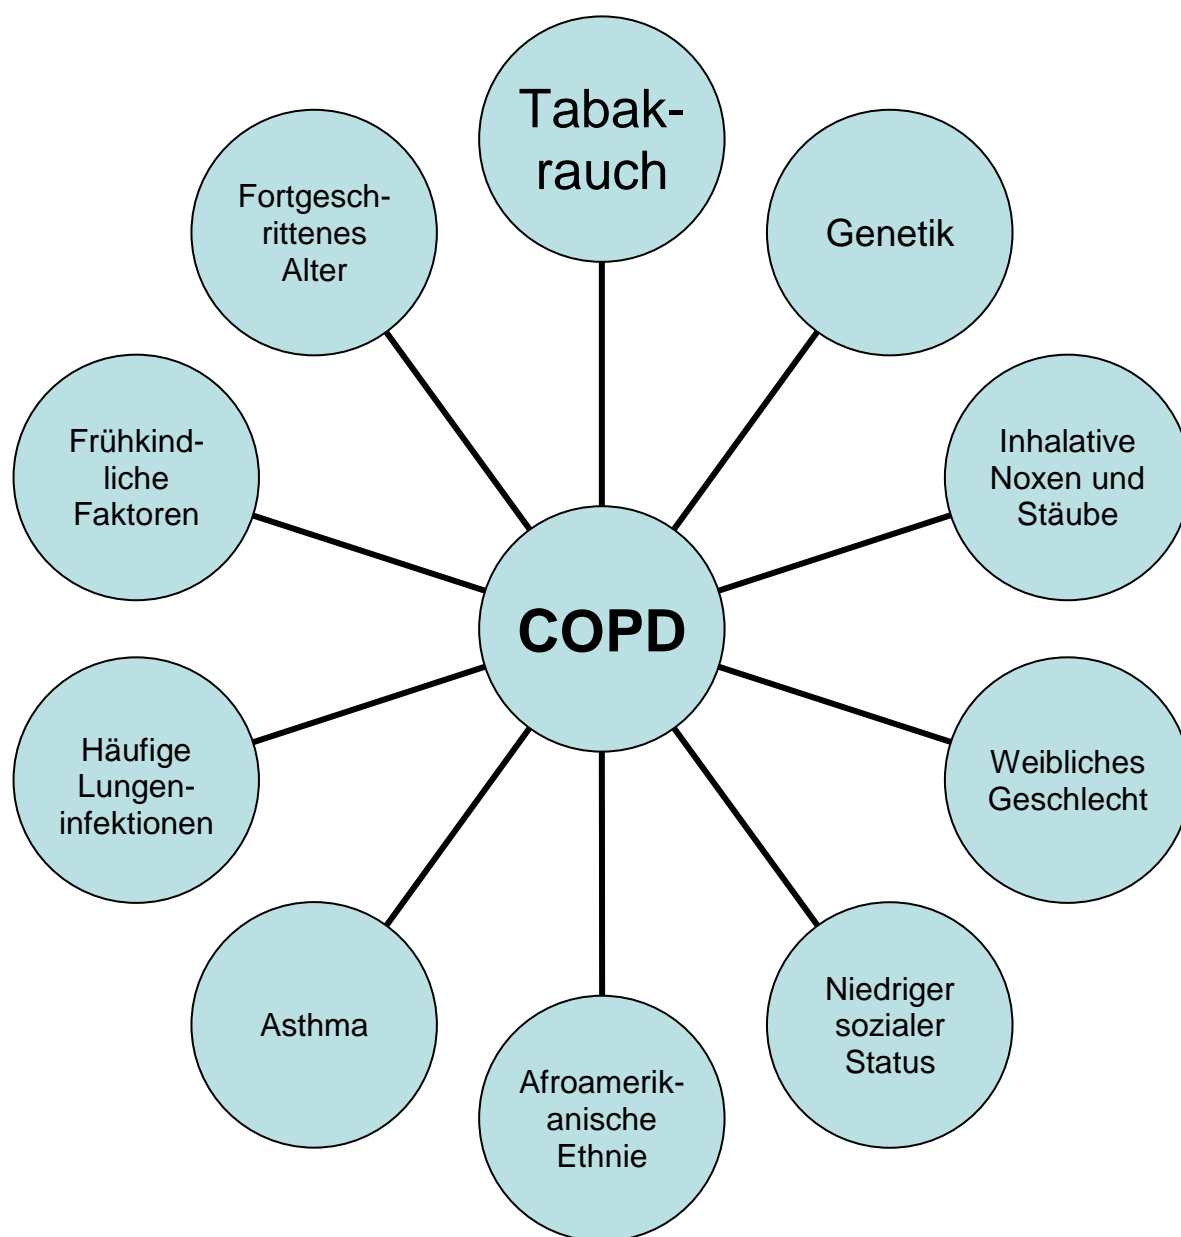 Tabak-
rauch
Genetik
Inhalative
Noxen und
Stäube
Weibliches
Geschlecht
Niedriger
sozialer
Status
Afroamerik-
anische
Ethnie
Asthma
Häufige
Lungen-
infektionen
Frühkind-
liche
Faktoren
Fortgesch-
rittenes
Alter
COPD